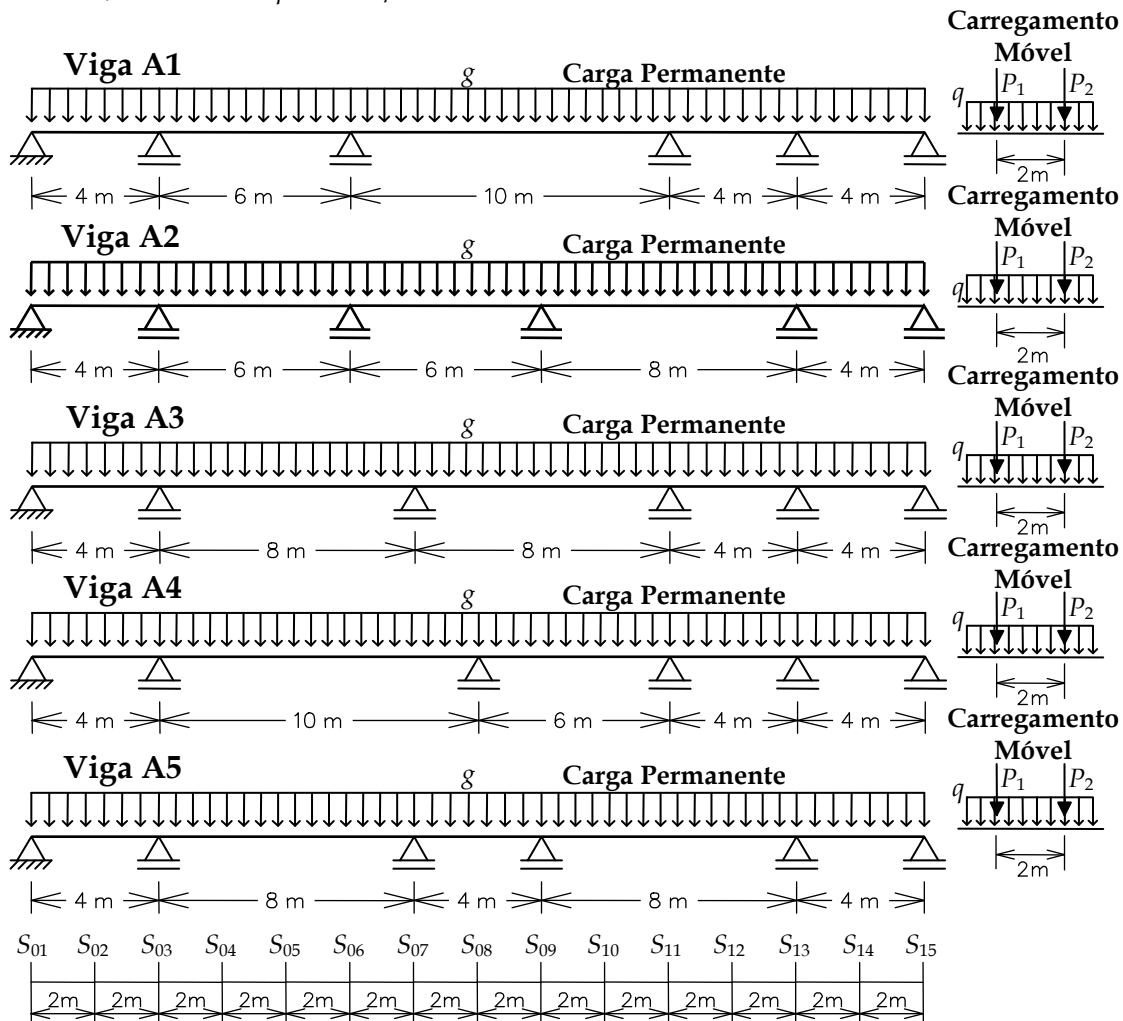 Carregamento
Móvel
Viga A1 g Carga Permanente q P1 P2
2m
4 m 6 m 10 m 4 m 4 m
Carregamento
Móvel
Viga A2 g Carga Permanente q P1 P2
2m
4 m 6 m 6 m 8 m 4 m
Carregamento
Móvel
Viga A3 g Carga Permanente q P1 P2
2m
4 m 8 m 8 m 4 m 4 m
Carregamento
Móvel
Viga A4 g Carga Permanente q P1 P2
2m
4 m 10 m 6 m 4 m 4 m
Carregamento
Móvel
Viga A5 g Carga Permanente q P1 P2
2m
4 m 8 m 4 m 8 m 4 m
S01 S02 S03 S04 S05 S06 S07 S08 S09 S10 S11 S12 S13 S14 S15
2m 2m 2m 2m 2m 2m 2m 2m 2m 2m 2m 2m 2m 2m